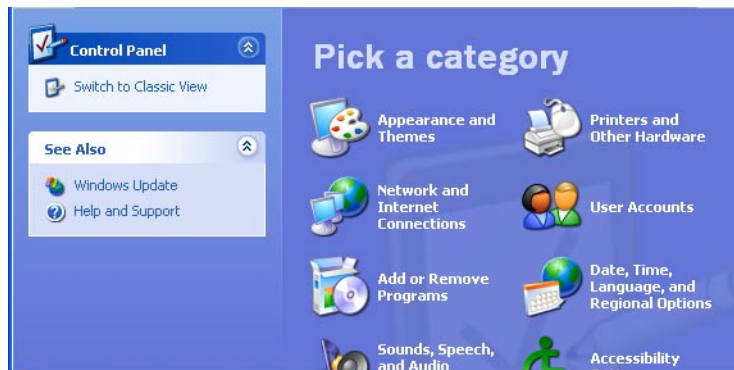 Control Panel
Switch to Classic View
See Also
Windows Update
Help and Support
Pick a category
Appearance and
Themes
Printers and
Other Hardware
Network and
Internet
Connections
User Accounts
Add or Remove
Programs
Date, Time,
Language, and
Regional Options
Sounds, Speech,
and Audio
Accessibility